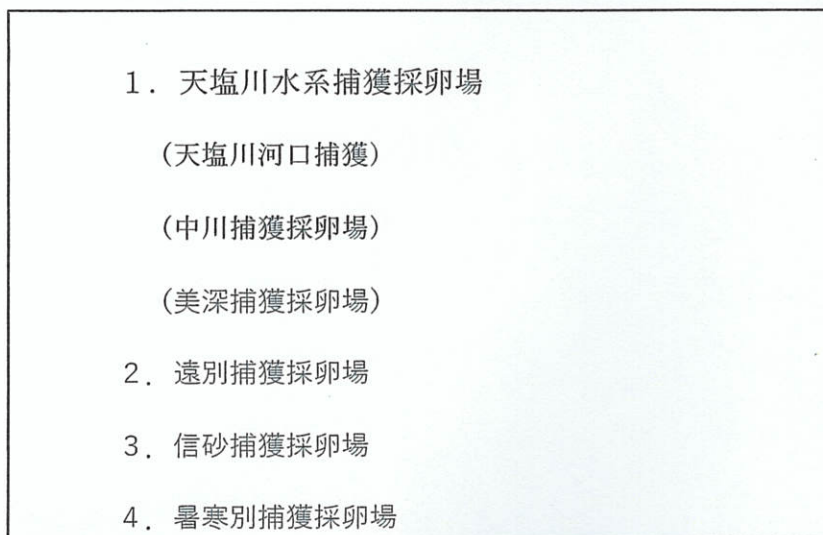 1. 天塩川水系捕獲採卵場
(天塩川河口捕獲)
(中川捕獲採卵場)
(美深捕獲採卵場)
2. 遠別捕獲採卵場
3. 信砂捕獲採卵場
4. 暑寒別捕獲採卵場